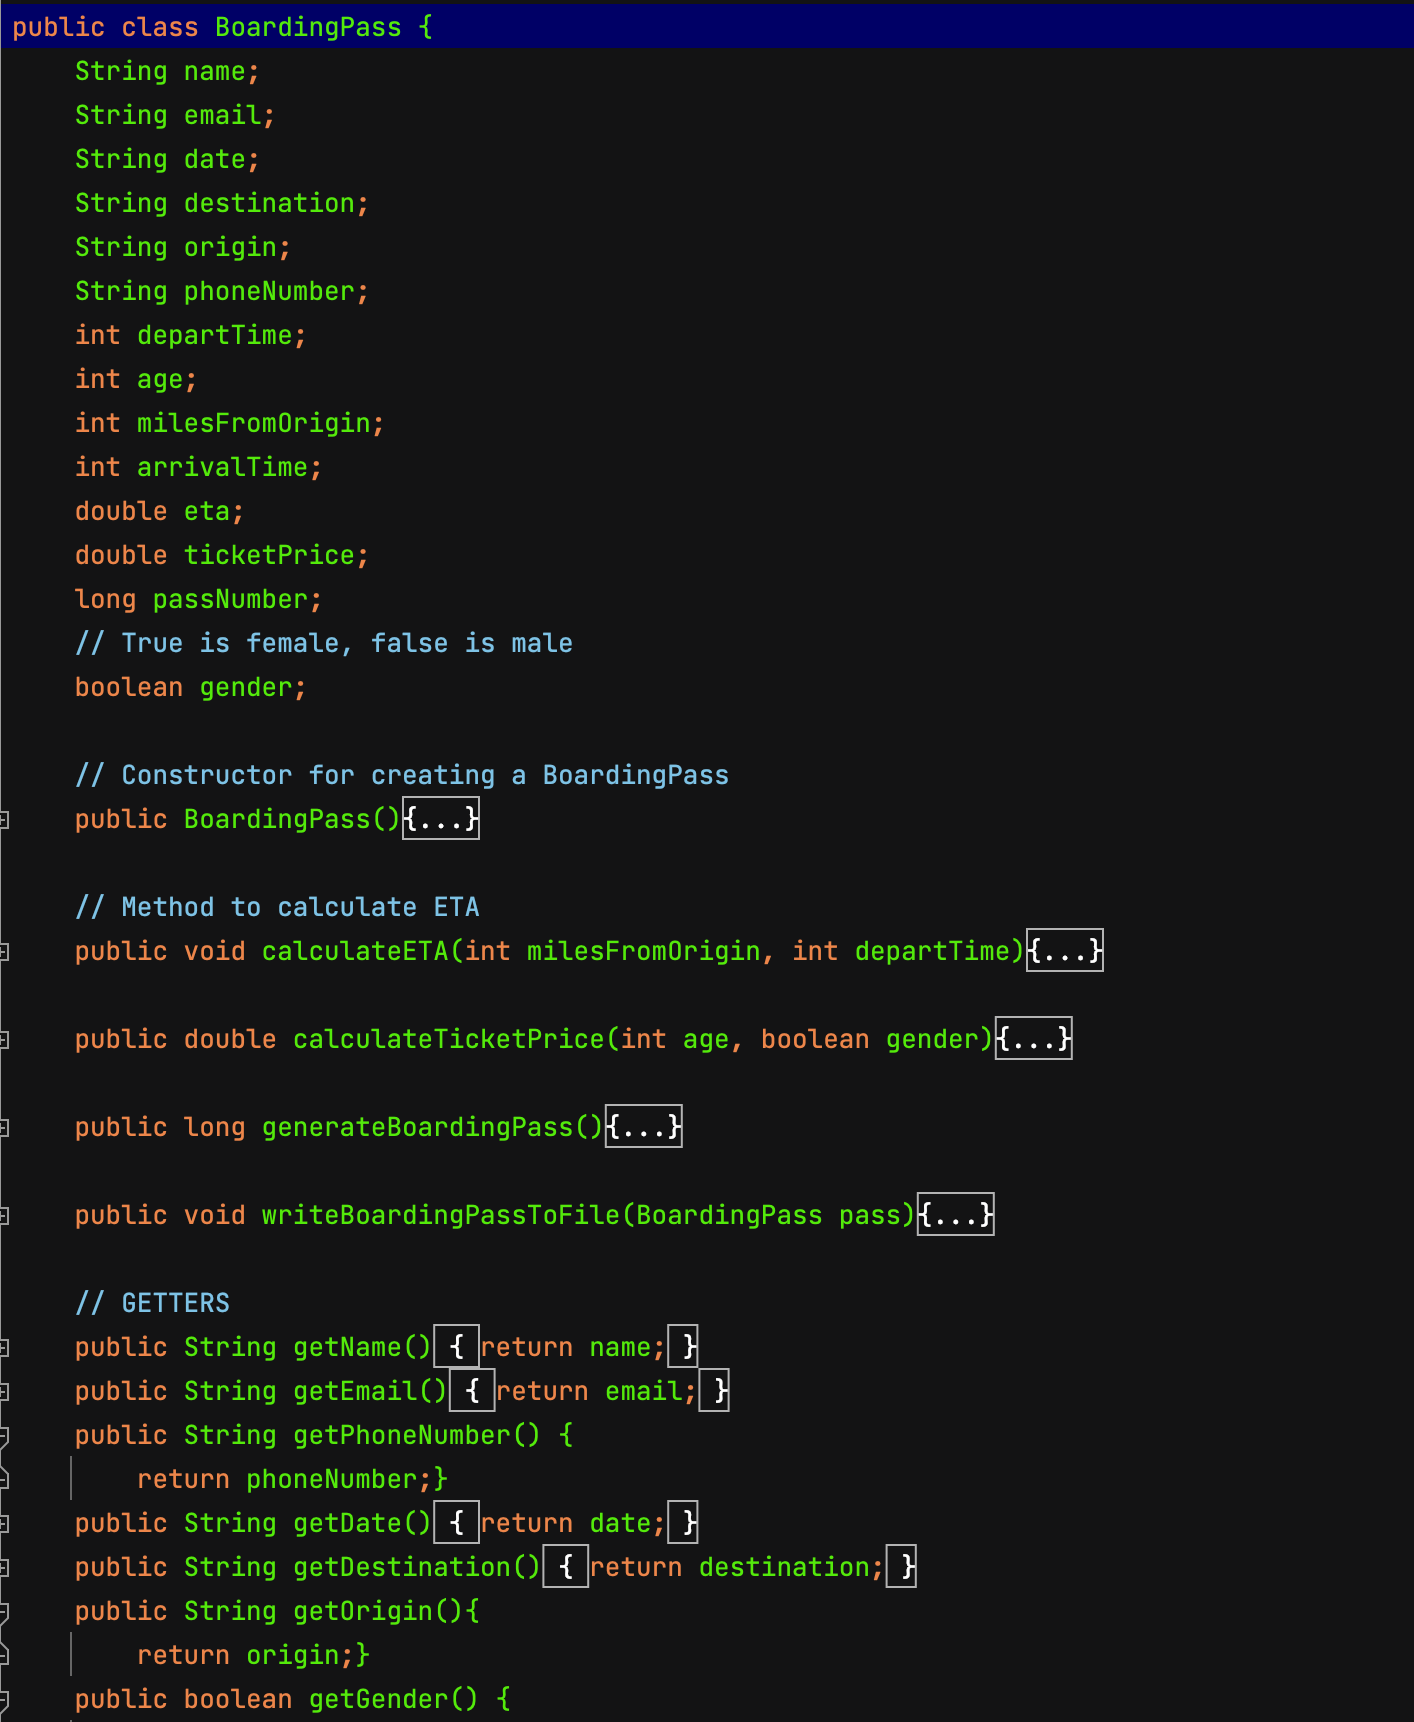 public class BoardingPass {
    String name;
    String email;
    String date;
    String destination;
    String origin;
    String phoneNumber;
    int departTime;
    int age;
    int milesFromOrigin;
    int arrivalTime;
    double eta;
    double ticketPrice;
    long passNumber;
    // True is female, false is male
    boolean gender;
    // Constructor for creating a BoardingPass
    public BoardingPass(){...}
    // Method to calculate ETA
    public void calculateETA(int milesFromOrigin, int departTime){...}
    public double calculateTicketPrice(int age, boolean gender){...}
    public long generateBoardingPass(){...}
    public void writeBoardingPassToFile(BoardingPass pass){...}
    // GETTERS
    public String getName() { return name; }
    public String getEmail() { return email; }
    public String getPhoneNumber() {
        return phoneNumber;}
    public String getDate() { return date; }
    public String getDestination() { return destination; }
    public String getOrigin(){
        return origin;}
    public boolean getGender() {